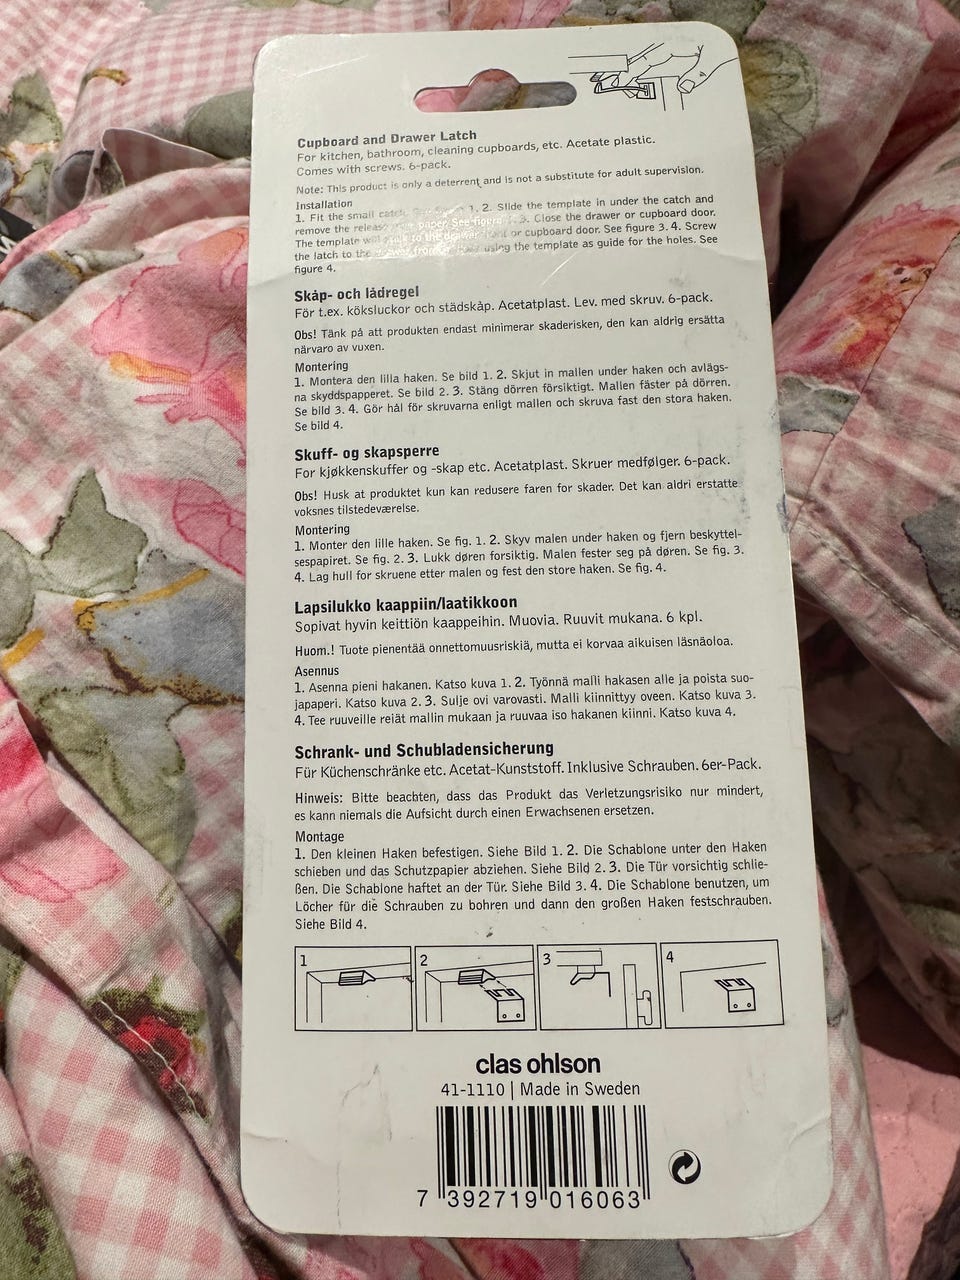 Cupboard and Drawer Latch
For kitchen, bathroom, cleaning cupboards, etc. Acetate plastic.
Comes with screws. 6-pack.
Note: This product is only a deterrent and is not a substitute for adult supervision.
Installation
1. Fit the small catch. 1. 2. Slide the template in under the catch and
remove the release paper. See figure 3. Close the drawer or cupboard door.
The template will to the or cupboard door. See figure 3. 4. Screw
the latch to the using the template as guide for the holes. See
figure 4.
Skåp- och lådregel
För t.ex. köksluckor och städskåp. Acetatplast. Lev. med skruv. 6-pack.
Obs! Tänk på att produkten endast minimerar skaderisken, den kan aldrig ersätta
närvaro av vuxen.
Montering
1. Montera den lilla haken. Se bild 1. 2. Skjut in mallen under haken och avlägs-
na skyddspapperet. Se bild 2. 3. Stäng dörren försiktigt. Mallen fäster på dörren.
Se bild 3. 4. Gör hål för skruvarna enligt mallen och skruva fast den stora haken.
Se bild 4.
Skuff- og skapsperre
For kjøkkenskuffer og -skap etc. Acetatplast. Skruer medfølger. 6-pack.
Obs! Husk at produktet kun kan redusere faren for skader. Det kan aldri erstatte
voksnes tilstedeværelse.
Montering
1. Monter den lille haken. Se fig. 1. 2. Skyv malen under haken og fjern beskyttel-
sespapiret. Se fig. 2. 3. Lukk døren forsiktig. Malen fester seg på døren. Se fig. 3.
4. Lag hull for skruene etter malen og fest den store haken. Se fig. 4.
Lapsilukko kaappiin/laatikkoon
Sopivat hyvin keittiön kaappeihin. Muovia. Ruuvit mukana. 6 kpl.
Huom.! Tuote pienentää onnettomuusriskiä, mutta ei korvaa aikuisen läsnäoloa.
Asennus
1. Asenna pieni hakanen. Katso kuva 1. 2. Työnnä malli hakasen alle ja poista suo-
japaperi. Katso kuva 2. 3. Sulje ovi varovasti. Malli kiinnittyy oveen. Katso kuva 3.
4. Tee ruuveille reiät mallin mukaan ja ruuvaa iso hakanen kiinni. Katso kuva 4.
Schrank- und Schubladensicherung
Für Küchenschränke etc. Acetat-Kunststoff. Inklusive Schrauben. 6er-Pack.
Hinweis: Bitte beachten, dass das Produkt das Verletzungsrisiko nur mindert,
es kann niemals die Aufsicht durch einen Erwachsenen ersetzen.
Montage
1. Den kleinen Haken befestigen. Siehe Bild 1. 2. Die Schablone unter den Haken
schieben und das Schutzpapier abziehen. Siehe Bild 2. 3. Die Tür vorsichtig schlie-
ßen. Die Schablone haftet an der Tür. Siehe Bild 3. 4. Die Schablone benutzen, um
Löcher für die Schrauben zu bohren und dann den großen Haken festschrauben.
Siehe Bild 4.
1 2 3 4
clas ohlson
41-1110 | Made in Sweden
7 392719 016063